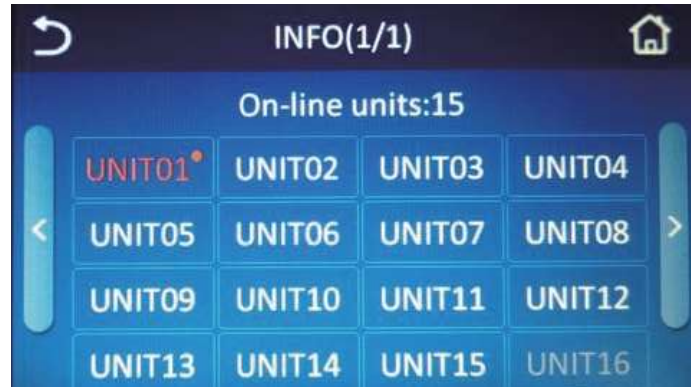 INFO(1/1)
On-line units:15
UNIT01 UNIT02 UNIT03 UNIT04
< UNIT05 UNIT06 UNIT07 UNIT08 >
UNIT09 UNIT10 UNIT11 UNIT12
UNIT13 UNIT14 UNIT15 UNIT16